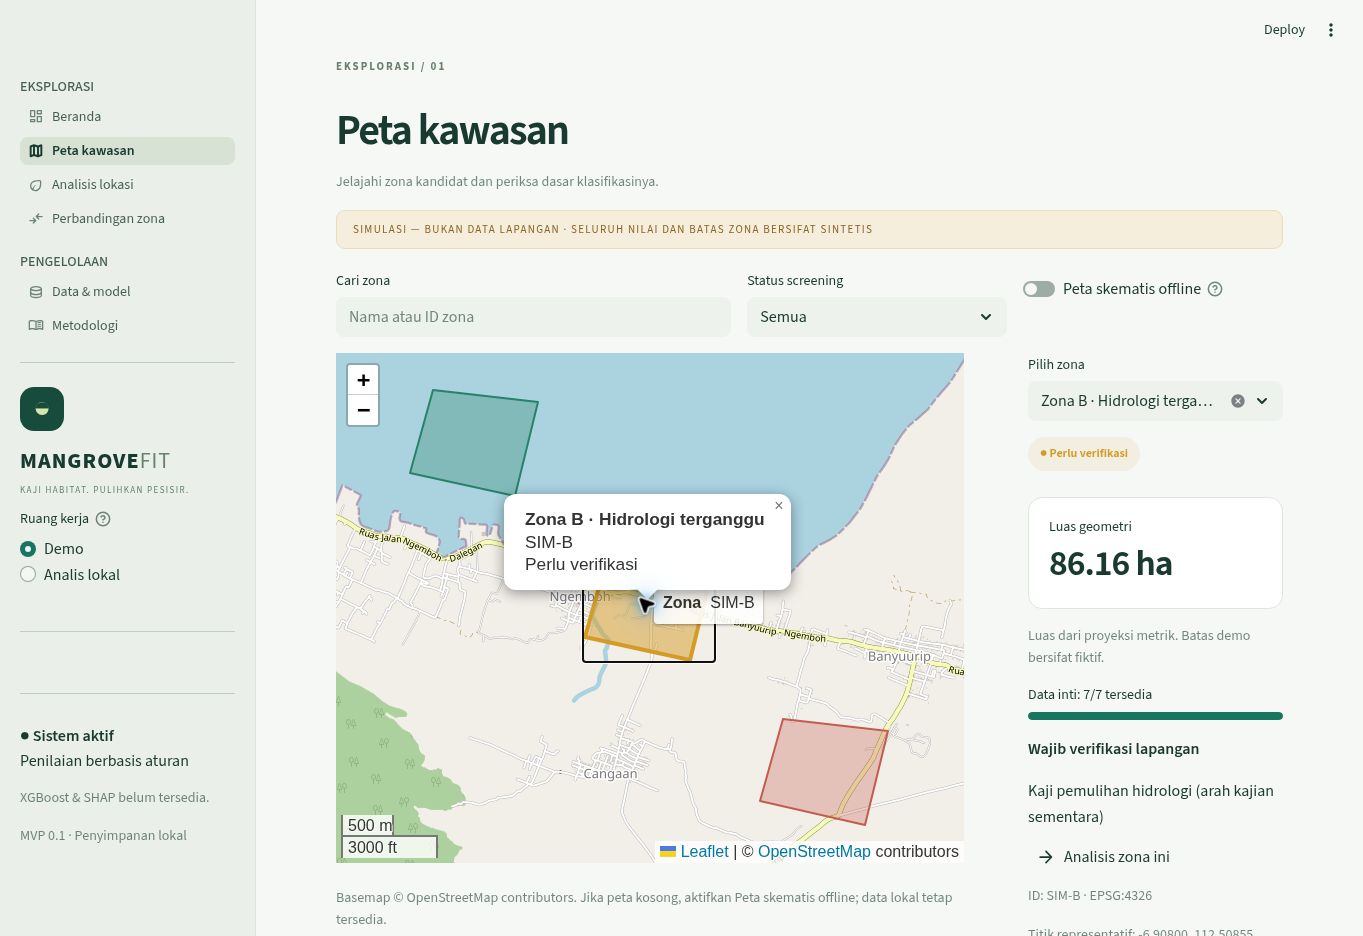 Deploy
EKSPLORASI
Beranda
Peta kawasan
Analisis lokasi
Perbandingan zona
PENGELOLAAN
Data & model
Metodologi
MANGROVEFIT
KAJI HABITAT. PULIHKAN PESISIR.
Ruang kerja
Demo
Analis lokal
Sistem aktif
Penilaian berbasis aturan
XGBoost & SHAP belum tersedia.
MVP 0.1 · Penyimpanan lokal
EKSPLORASI / 01
Peta kawasan
Jelajahi zona kandidat dan periksa dasar klasifikasinya.
SIMULASI — BUKAN DATA LAPANGAN · SELURUH NILAI DAN BATAS ZONA BERSIFAT SINTETIS
Cari zona
Nama atau ID zona
Status screening
Semua
Peta skematis offline
+
−
Ruas Jalan Ngemboh - Dalegan
Zona B · Hidrologi terganggu
SIM-B
Perlu verifikasi
×
Ngemboh
Zona SIM-B
Banyuurip - Ngemboh
Banyuurip
Rua
Cangaan
500 m
3000 ft
Leaflet | © OpenStreetMap contributors
Basemap © OpenStreetMap contributors. Jika peta kosong, aktifkan Peta skematis offline; data lokal tetap
tersedia.
Pilih zona
Zona B · Hidrologi terga…
Perlu verifikasi
Luas geometri
86.16 ha
Luas dari proyeksi metrik. Batas demo
bersifat fiktif.
Data inti: 7/7 tersedia
Wajib verifikasi lapangan
Kaji pemulihan hidrologi (arah kajian
sementara)
Analisis zona ini
ID: SIM-B · EPSG:4326
Titik representatif: -6.90800, 112.50855